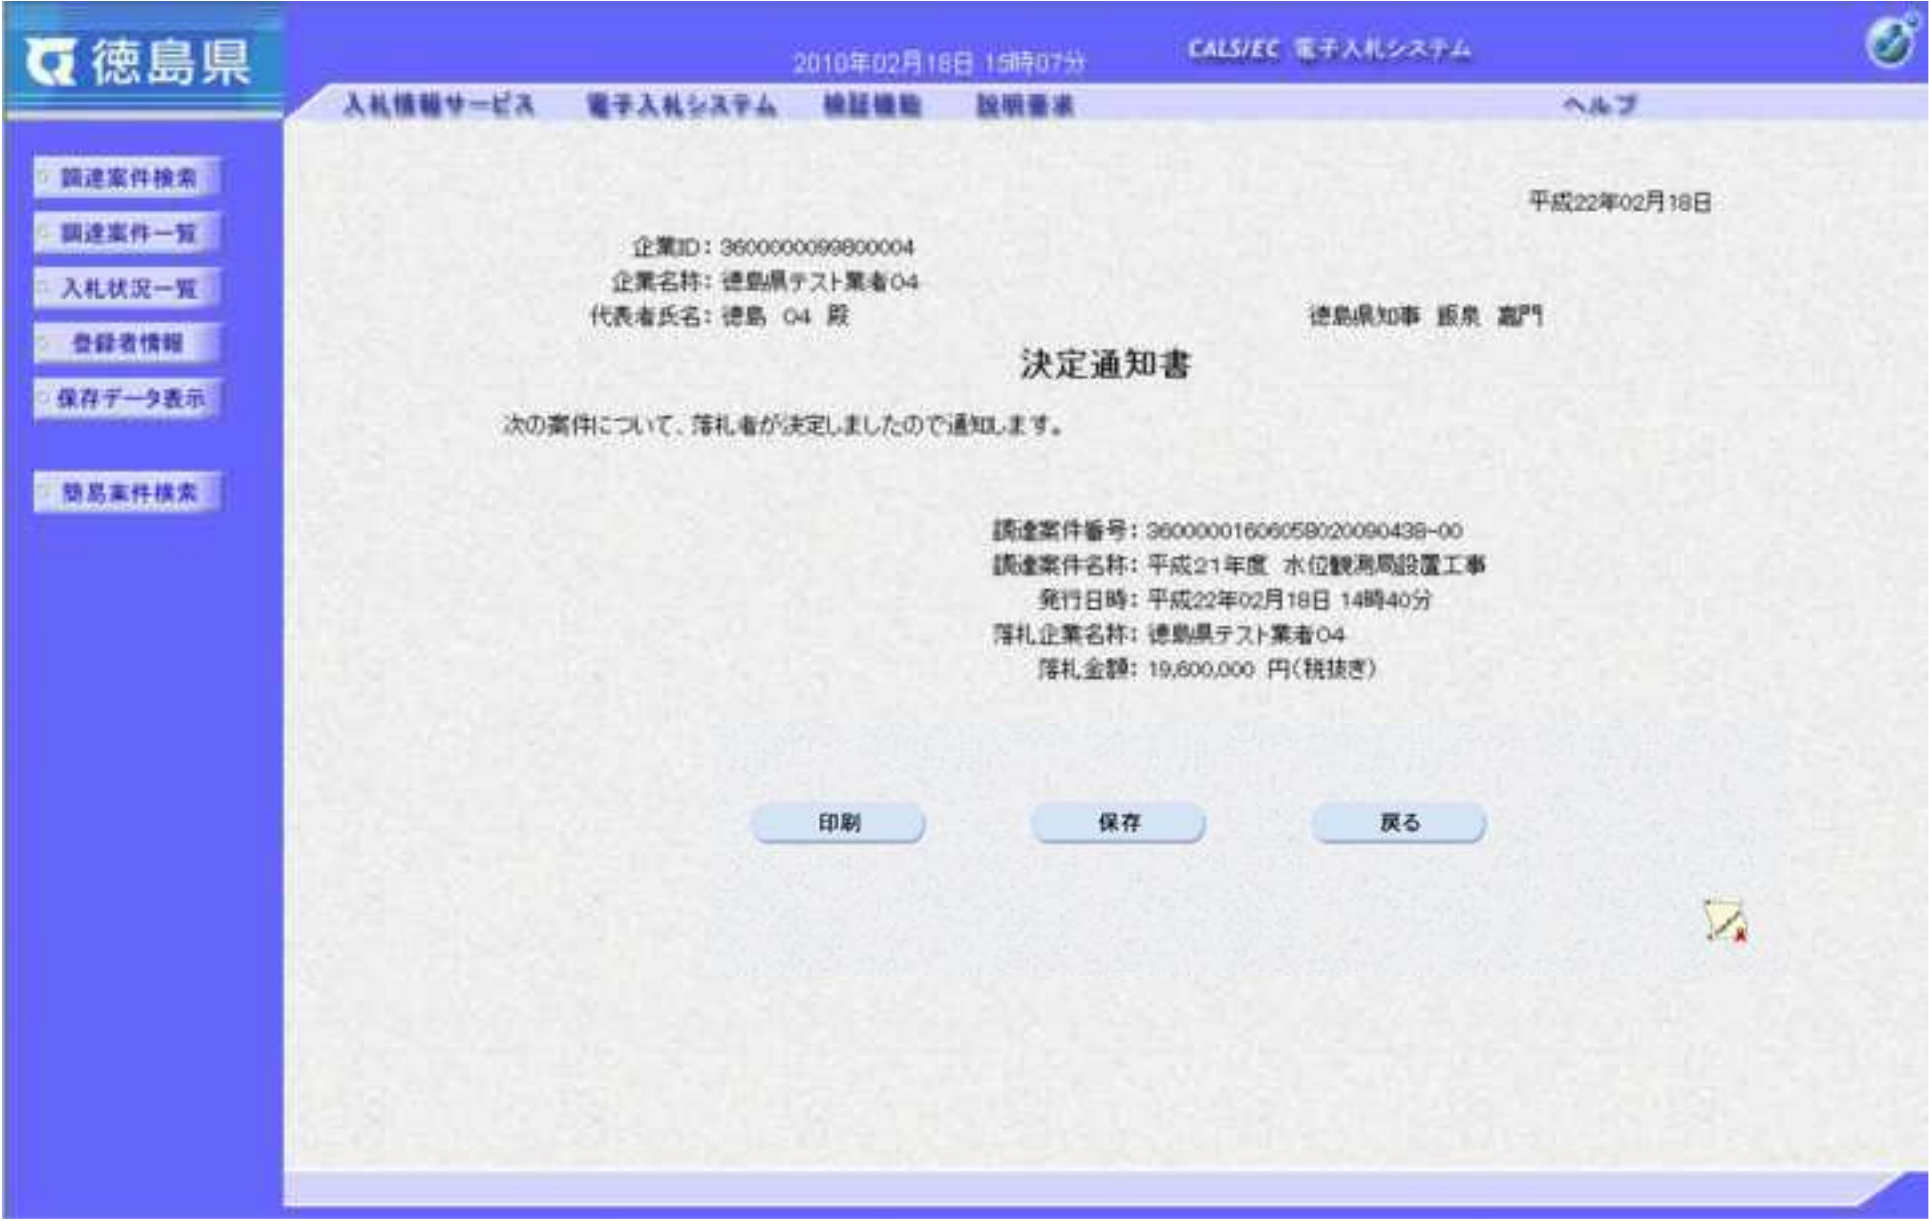 徳島県
2010年02月18日 15時07分
CALS/EC 電子入札システム
入札情報サービス 電子入札システム 検証機能 説明要求 ヘルプ
調達案件検索
調達案件一覧
入札状況一覧
登録者情報
保存データ表示
簡易案件検索
平成22年02月18日
企業ID：3600000099800004
企業名称：徳島県テスト業者04
代表者氏名：徳島 04 殿
徳島県知事 飯泉 嘉門
決定通知書
次の案件について、落札者が決定しましたので通知します。
調達案件番号：3600000160605802009043​8-00
調達案件名称：平成21年度 水位観測局設置工事
発行日時：平成22年02月18日 14時40分
落札企業名称：徳島県テスト業者04
落札金額：19,600,000 円(税抜き)
印刷 保存 戻る